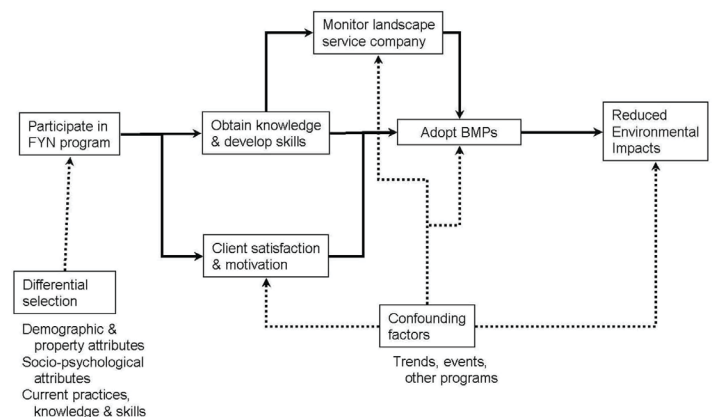 Monitor landscape
service company
Participate in
FYN program
Obtain knowledge
& develop skills
Adopt BMPs
Reduced
Environmental
Impacts
Client satisfaction
& motivation
Differential
selection
Demographic &
property attributes
Socio-psychological
attributes
Current practices,
knowledge & skills
Confounding
factors
Trends, events,
other programs